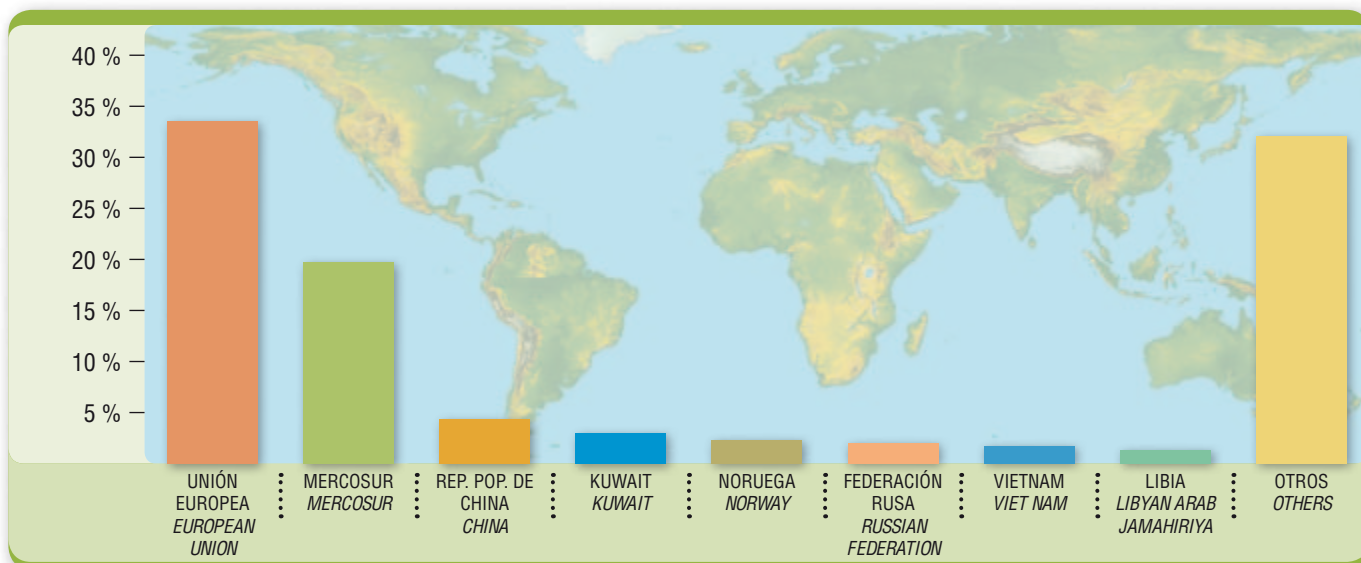 40 %
35 %
30 %
25 %
20 %
15 %
10 %
5 %
UNIÓN
EUROPEA
EUROPEAN
UNION
MERCOSUR
MERCOSUR
REP. POP. DE
CHINA
CHINA
KUWAIT
KUWAIT
NORUEGA
NORWAY
FEDERACIÓN
RUSA
RUSSIAN
FEDERATION
VIETNAM
VIET NAM
LIBIA
LIBYAN ARAB
JAMAHIRIYA
OTROS
OTHERS